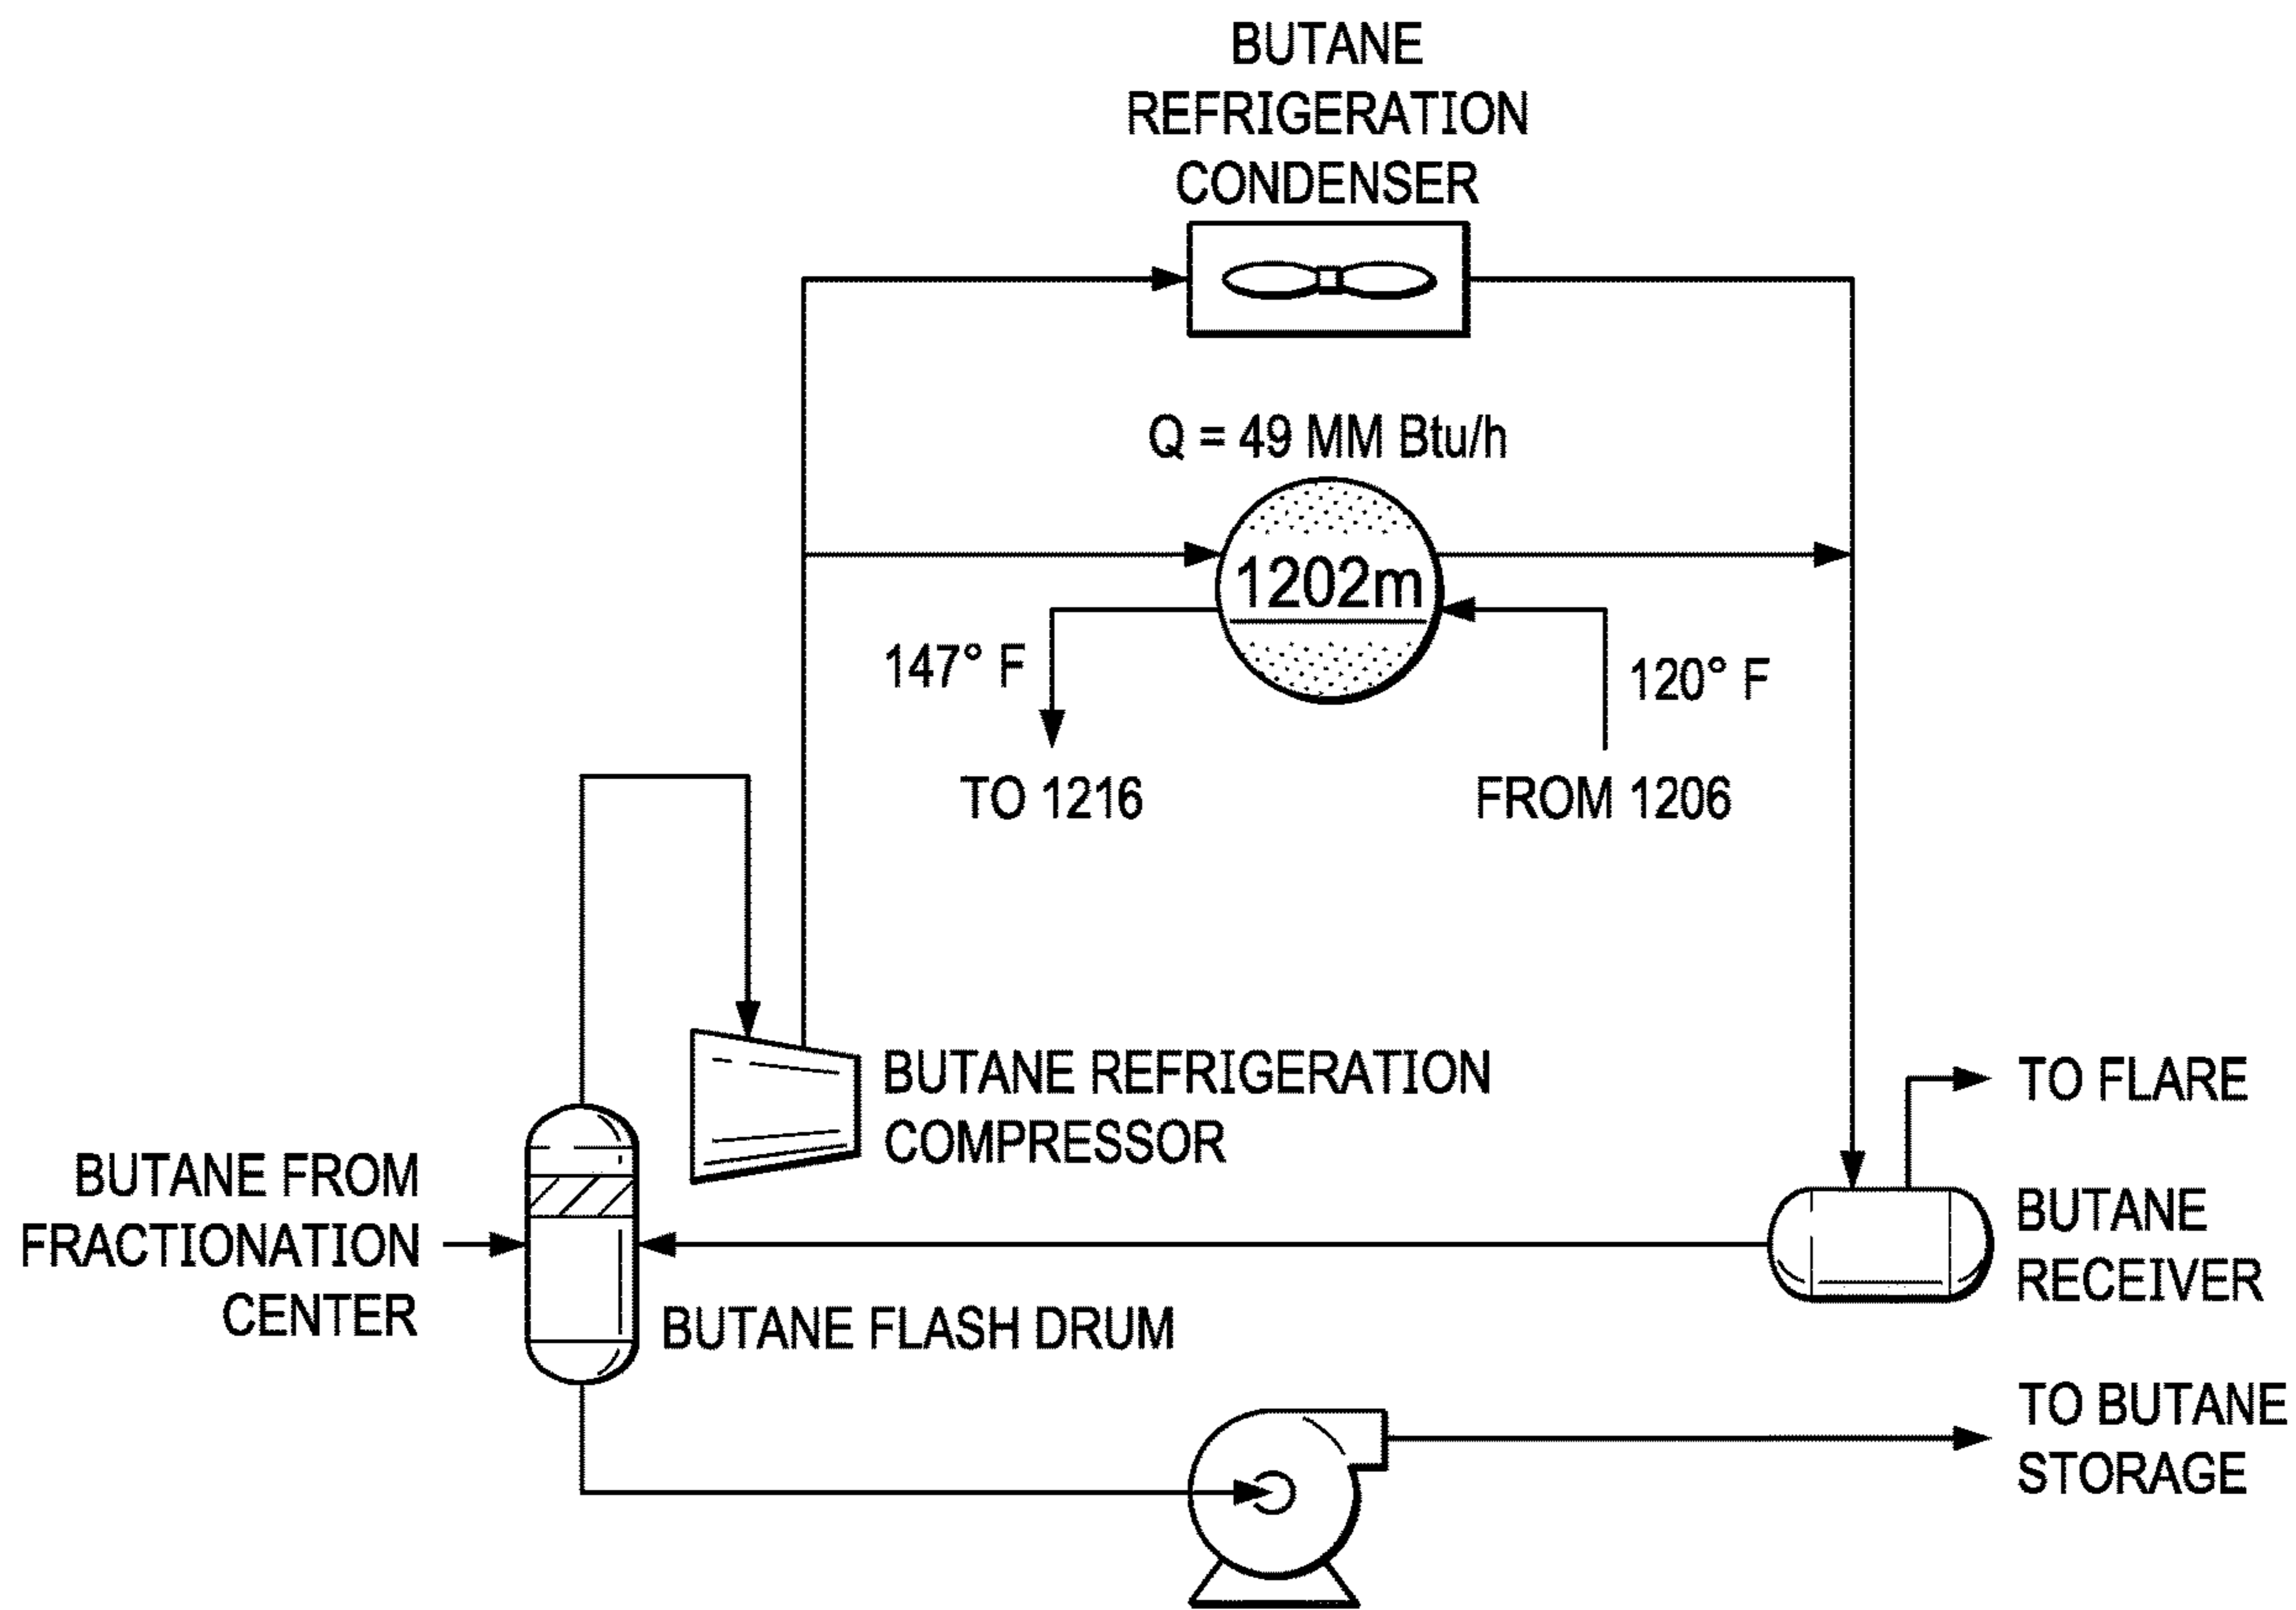 BUTANE
REFRIGERATION
CONDENSER
Q = 49 MM Btu/h
1202m
147° F
120° F
TO 1216
FROM 1206
BUTANE REFRIGERATION
COMPRESSOR
TO FLARE
BUTANE FROM
FRACTIONATION
CENTER
BUTANE
RECEIVER
BUTANE FLASH DRUM
TO BUTANE
STORAGE